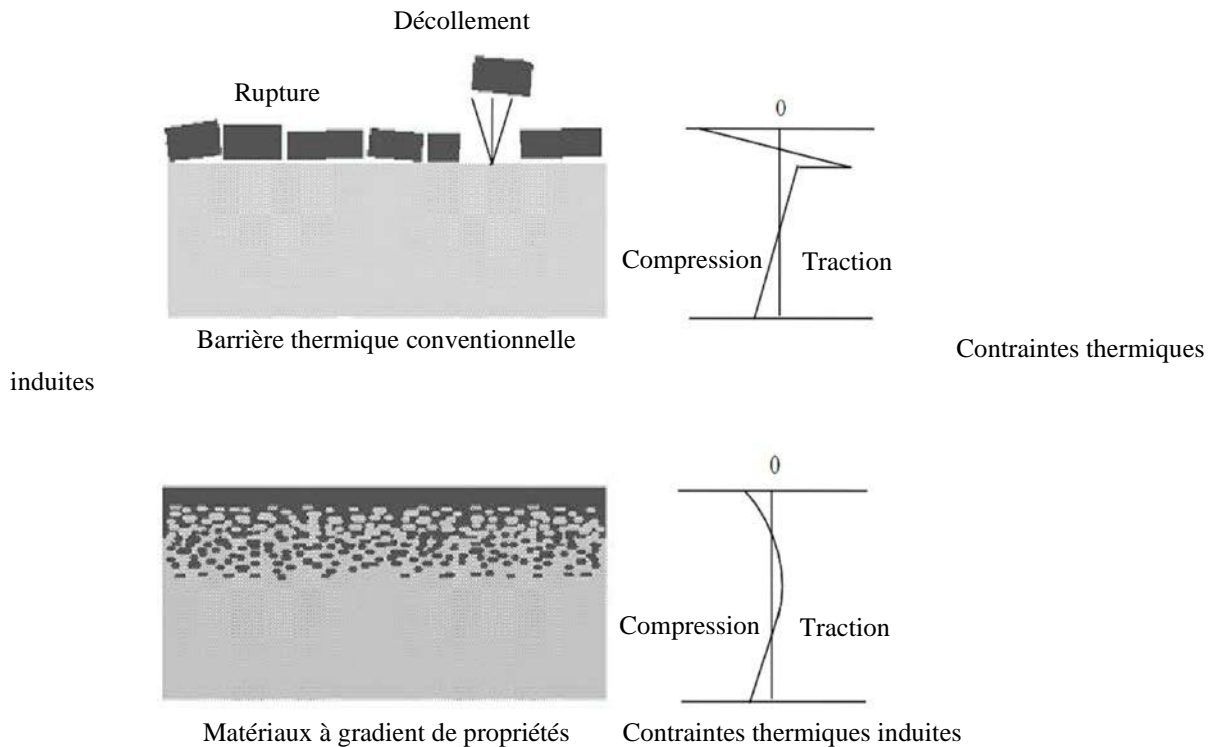 Décollement
Rupture
0
Compression Traction
Barrière thermique conventionnelle
Contraintes thermiques
induites
0
Compression Traction
Matériaux à gradient de propriétés Contraintes thermiques induites